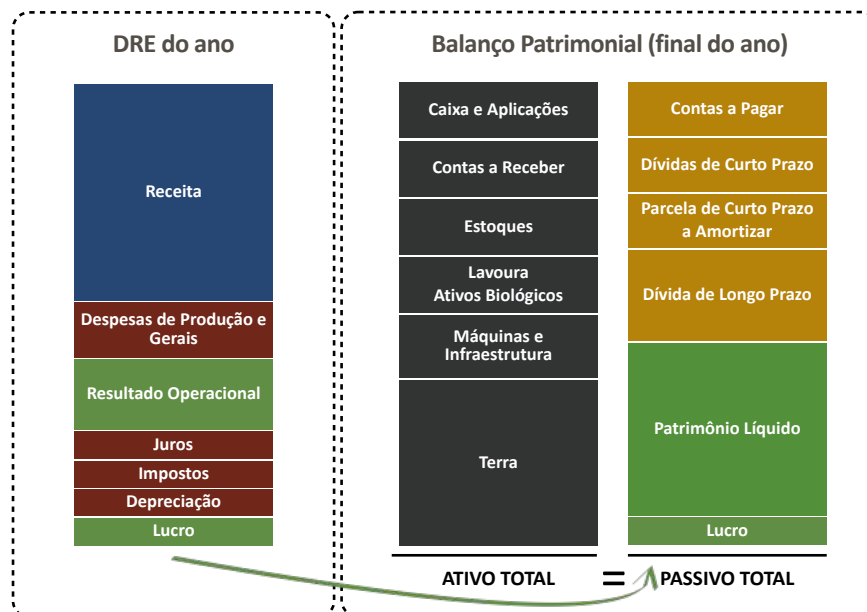 DRE do ano
Receita
Despesas de Produção e
Gerais
Resultado Operacional
Juros
Impostos
Depreciação
Lucro
Balanço Patrimonial (final do ano)
Caixa e Aplicações
Contas a Receber
Estoques
Lavoura
Ativos Biológicos
Máquinas e
Infraestrutura
Terra
ATIVO TOTAL
=
Contas a Pagar
Dívidas de Curto Prazo
Parcela de Curto Prazo
a Amortizar
Dívida de Longo Prazo
Patrimônio Líquido
Lucro
PASSIVO TOTAL